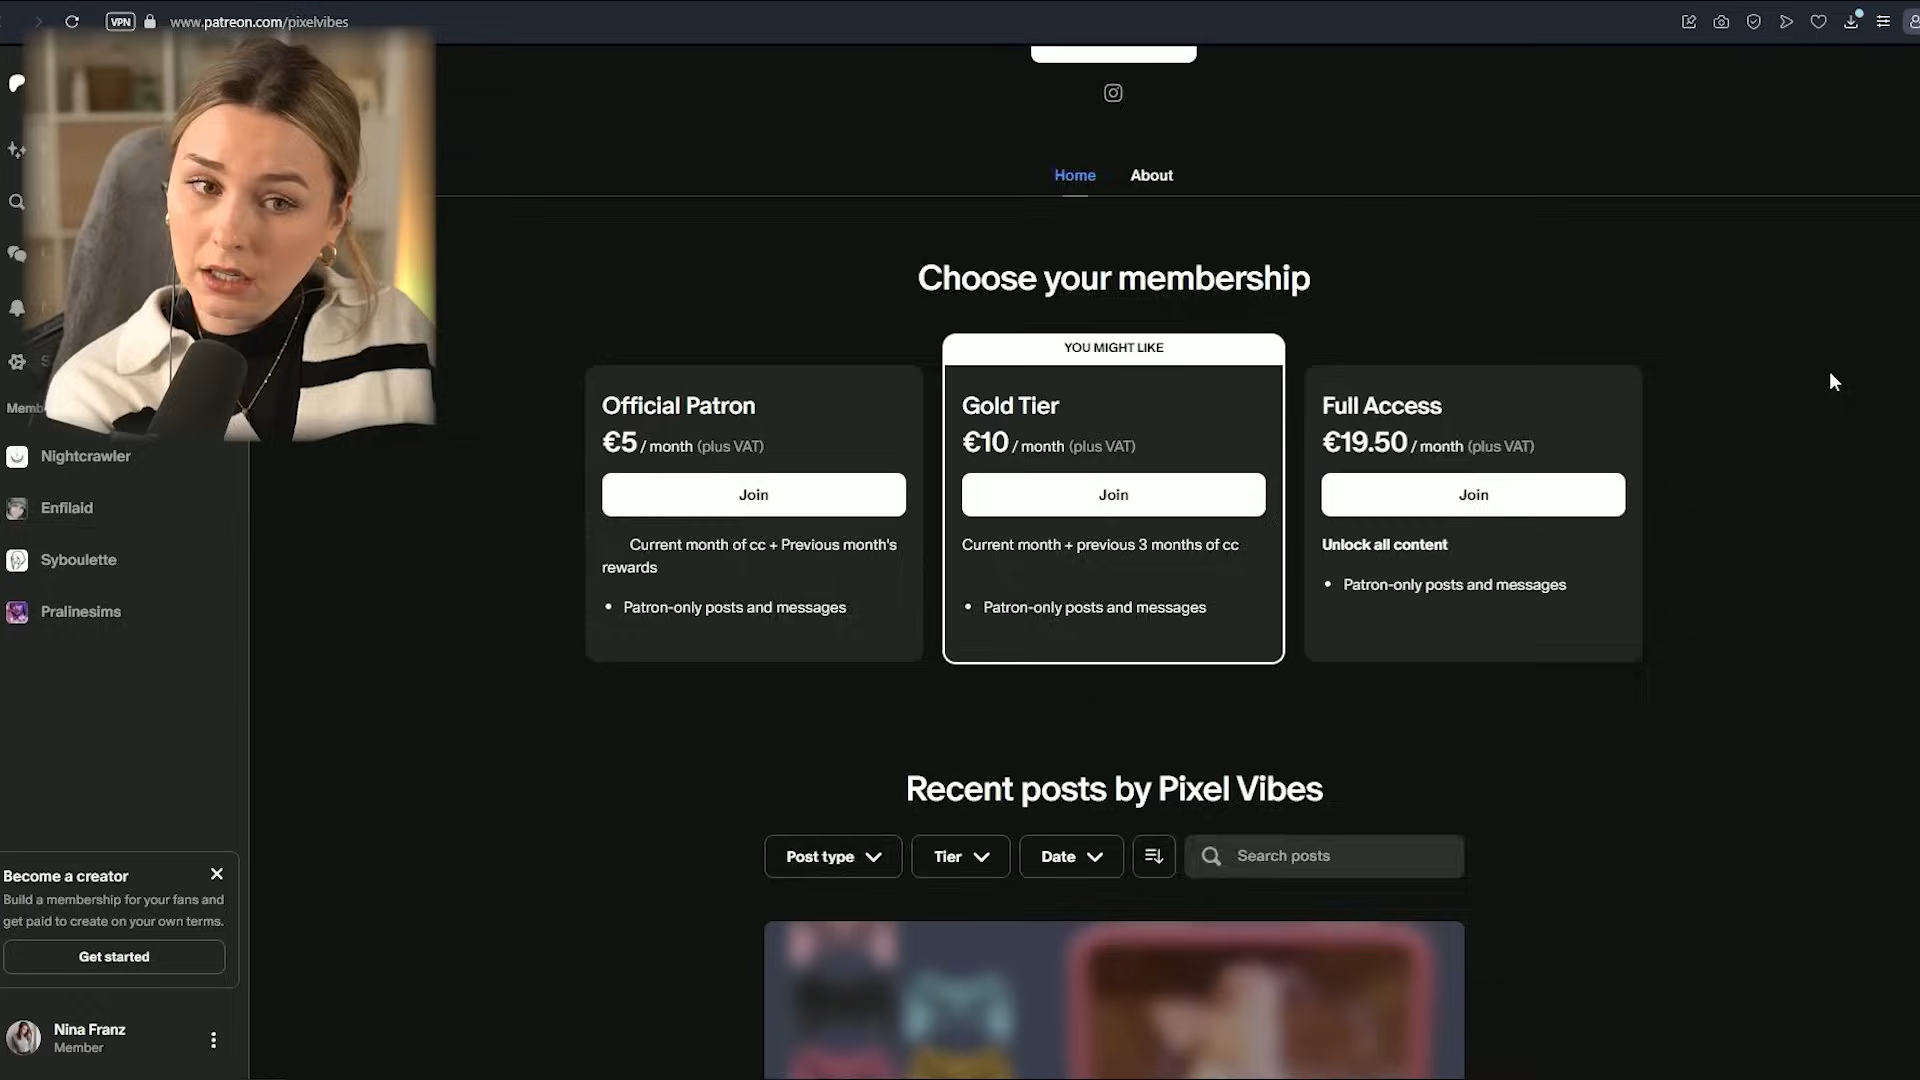 VPN
www.patreon.com/pixelvibes
Home
About
Choose your membership
YOU MIGHT LIKE
Official Patron
€5 / month (plus VAT)
Join
Current month of cc + Previous month's
rewards
• Patron-only posts and messages
Gold Tier
€10 / month (plus VAT)
Join
Current month + previous 3 months of cc
• Patron-only posts and messages
Full Access
€19.50 / month (plus VAT)
Join
Unlock all content
• Patron-only posts and messages
Memb
Nightcrawler
Enfilaid
Syboulette
Pralinesims
Recent posts by Pixel Vibes
Post type
Tier
Date
Search posts
Become a creator
Build a membership for your fans and
get paid to create on your own terms.
Get started
Nina Franz
Member